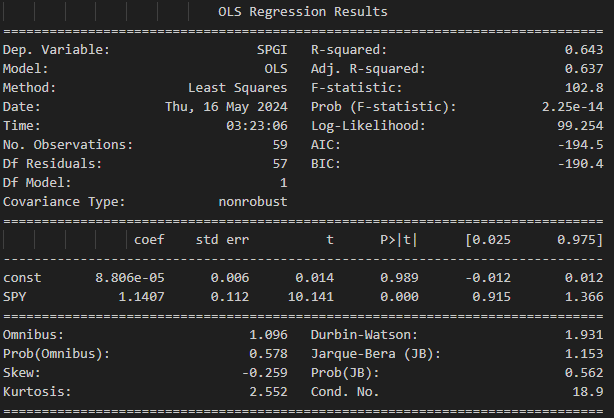 OLS Regression Results
==============================================================================
Dep. Variable: SPGI R-squared: 0.643
Model: OLS Adj. R-squared: 0.637
Method: Least Squares F-statistic: 102.8
Date: Thu, 16 May 2024 Prob (F-statistic): 2.25e-14
Time: 03:23:06 Log-Likelihood: 99.254
No. Observations: 59 AIC: -194.5
Df Residuals: 57 BIC: -190.4
Df Model: 1
Covariance Type: nonrobust
==============================================================================
coef std err t P>|t| [0.025 0.975]
------------------------------------------------------------------------------
const 8.806e-05 0.006 0.014 0.989 -0.012 0.012
SPY 1.1407 0.112 10.141 0.000 0.915 1.366
==============================================================================
Omnibus: 1.096 Durbin-Watson: 1.931
Prob(Omnibus): 0.578 Jarque-Bera (JB): 1.153
Skew: -0.259 Prob(JB): 0.562
Kurtosis: 2.552 Cond. No. 18.9
==============================================================================